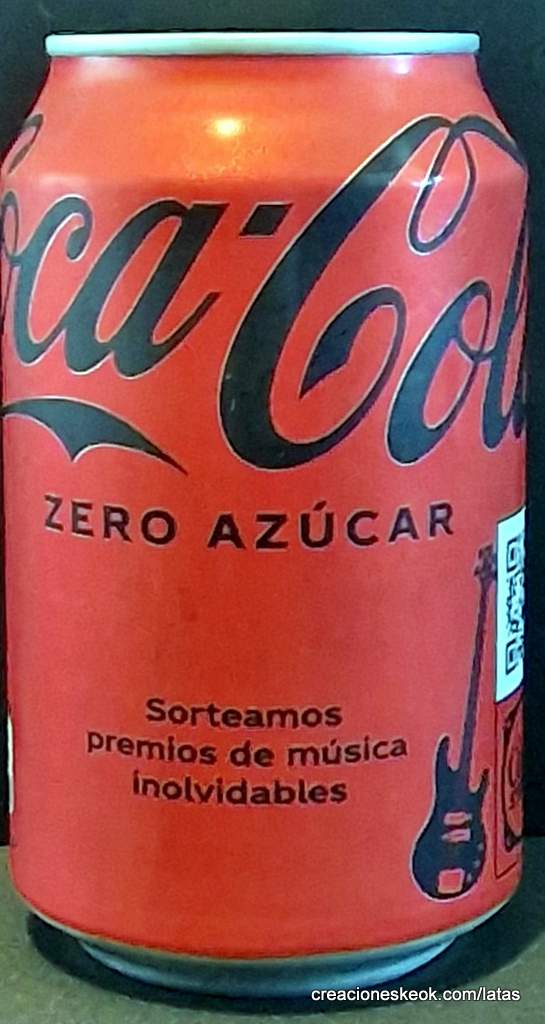 Coca-Cola
ZERO AZÚCAR
Sorteamos
premios de música
inolvidables
creacioneskeok.com/latas